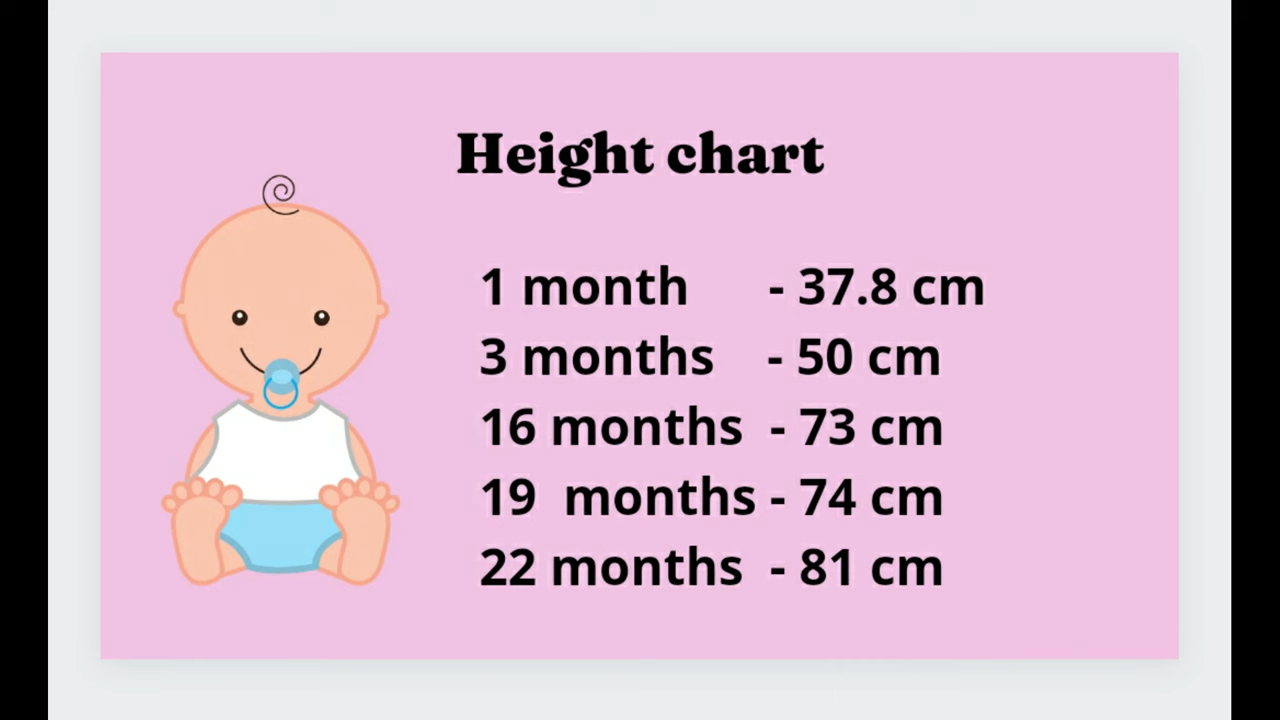 Height chart
1 month - 37.8 cm
3 months - 50 cm
16 months - 73 cm
19 months - 74 cm
22 months - 81 cm